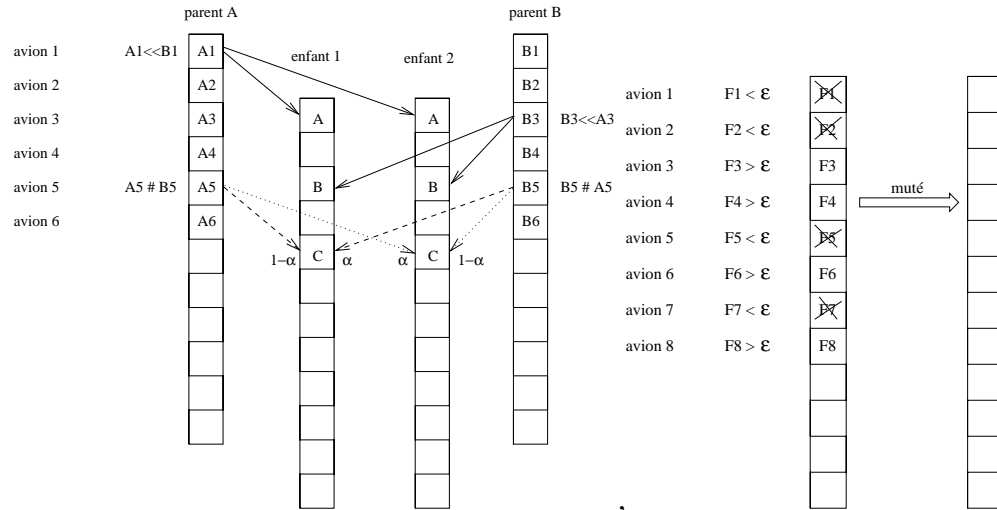 parent A
parent B
avion 1 A1<<B1 A1 enfant 1 enfant 2 B1
avion 2 A2 B2
avion 3 A3 A A B3 B3<<A3
avion 4 A4 B4
avion 5 A5 # B5 A5 B B B5 B5 # A5
avion 6 A6 B6
1−α C α α C 1−α
avion 1 F1 < ε F1
avion 2 F2 < ε F2
avion 3 F3 > ε F3
avion 4 F4 > ε F4
muté
avion 5 F5 < ε F5
avion 6 F6 > ε F6
avion 7 F7 < ε F7
avion 8 F8 > ε F8
,